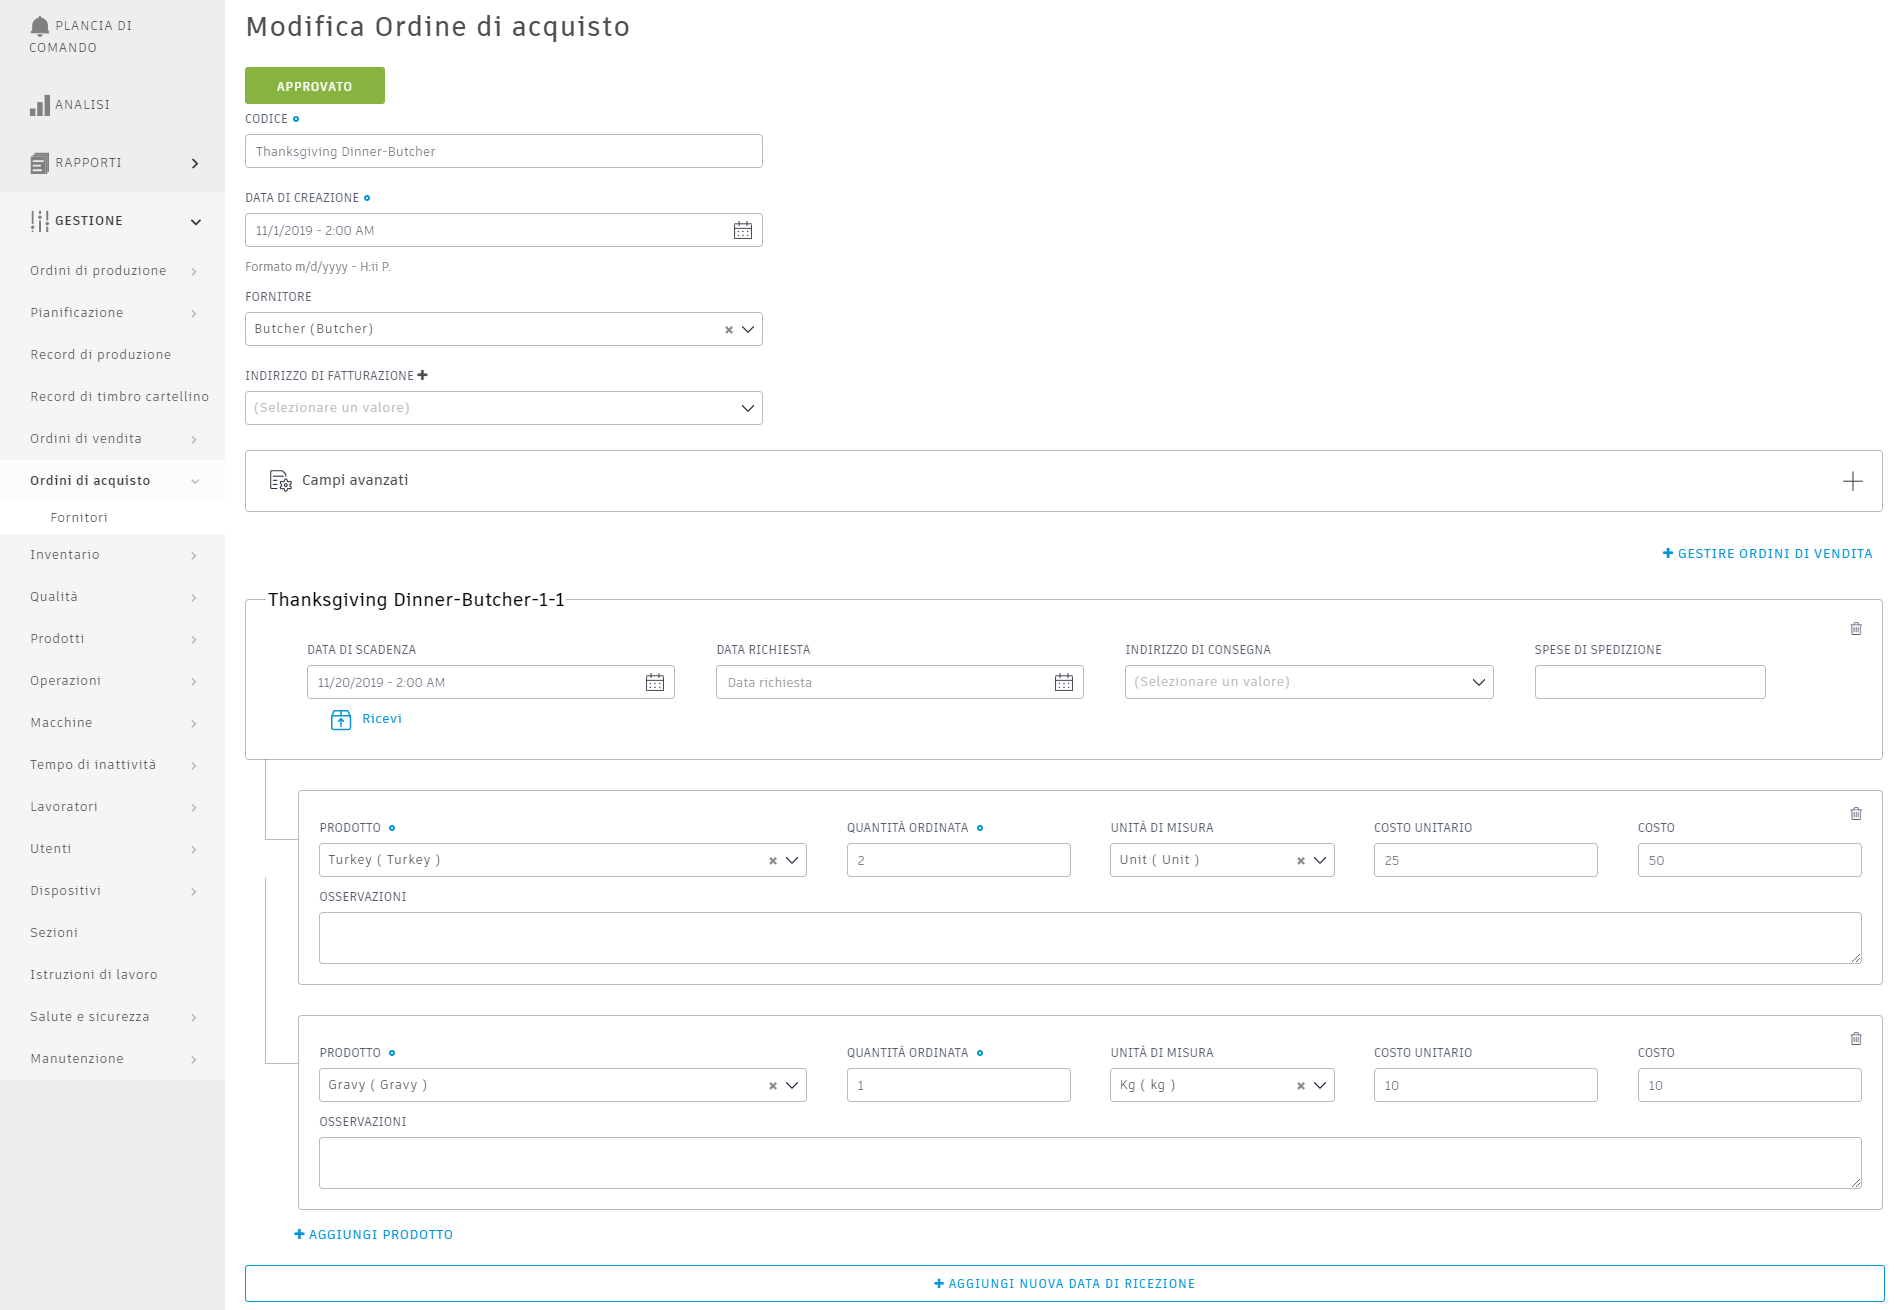 PLANCIA DI
COMANDO
ANALISI
RAPPORTI
GESTIONE
Ordini di produzione
Pianificazione
Record di produzione
Record di timbro cartellino
Ordini di vendita
Ordini di acquisto
Fornitori
Inventario
Qualità
Prodotti
Operazioni
Macchine
Tempo di inattività
Lavoratori
Utenti
Dispositivi
Sezioni
Istruzioni di lavoro
Salute e sicurezza
Manutenzione
Modifica Ordine di acquisto
APPROVATO
CODICE
Thanksgiving Dinner-Butcher
DATA DI CREAZIONE
11/1/2019 - 2:00 AM
Formato m/d/yyyy - H:ii P.
FORNITORE
Butcher (Butcher)
INDIRIZZO DI FATTURAZIONE
(Selezionare un valore)
Campi avanzati
GESTIRE ORDINI DI VENDITA
Thanksgiving Dinner-Butcher-1-1
DATA DI SCADENZA DATA RICHIESTA INDIRIZZO DI CONSEGNA SPESE DI SPEDIZIONE
11/20/2019 - 2:00 AM Data richiesta (Selezionare un valore)
Ricevi
PRODOTTO QUANTITÀ ORDINATA UNITÀ DI MISURA COSTO UNITARIO COSTO
Turkey ( Turkey ) 2 Unit ( Unit ) 25 50
OSSERVAZIONI
PRODOTTO QUANTITÀ ORDINATA UNITÀ DI MISURA COSTO UNITARIO COSTO
Gravy ( Gravy ) 1 Kg ( kg ) 10 10
OSSERVAZIONI
AGGIUNGI PRODOTTO
AGGIUNGI NUOVA DATA DI RICEZIONE